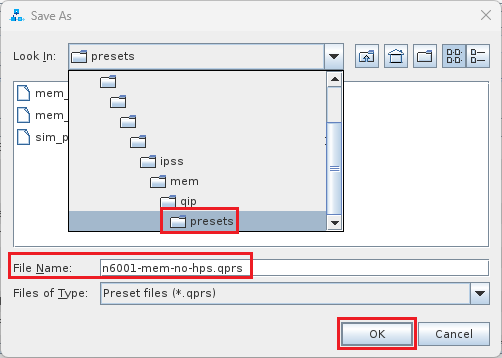 Save As
Look In: presets
mem_
mem_
sim_p
ipss
mem
qip
presets
File Name: n6001-mem-no-hps.qprs
Files of Type: Preset files (*.qprs)
OK Cancel